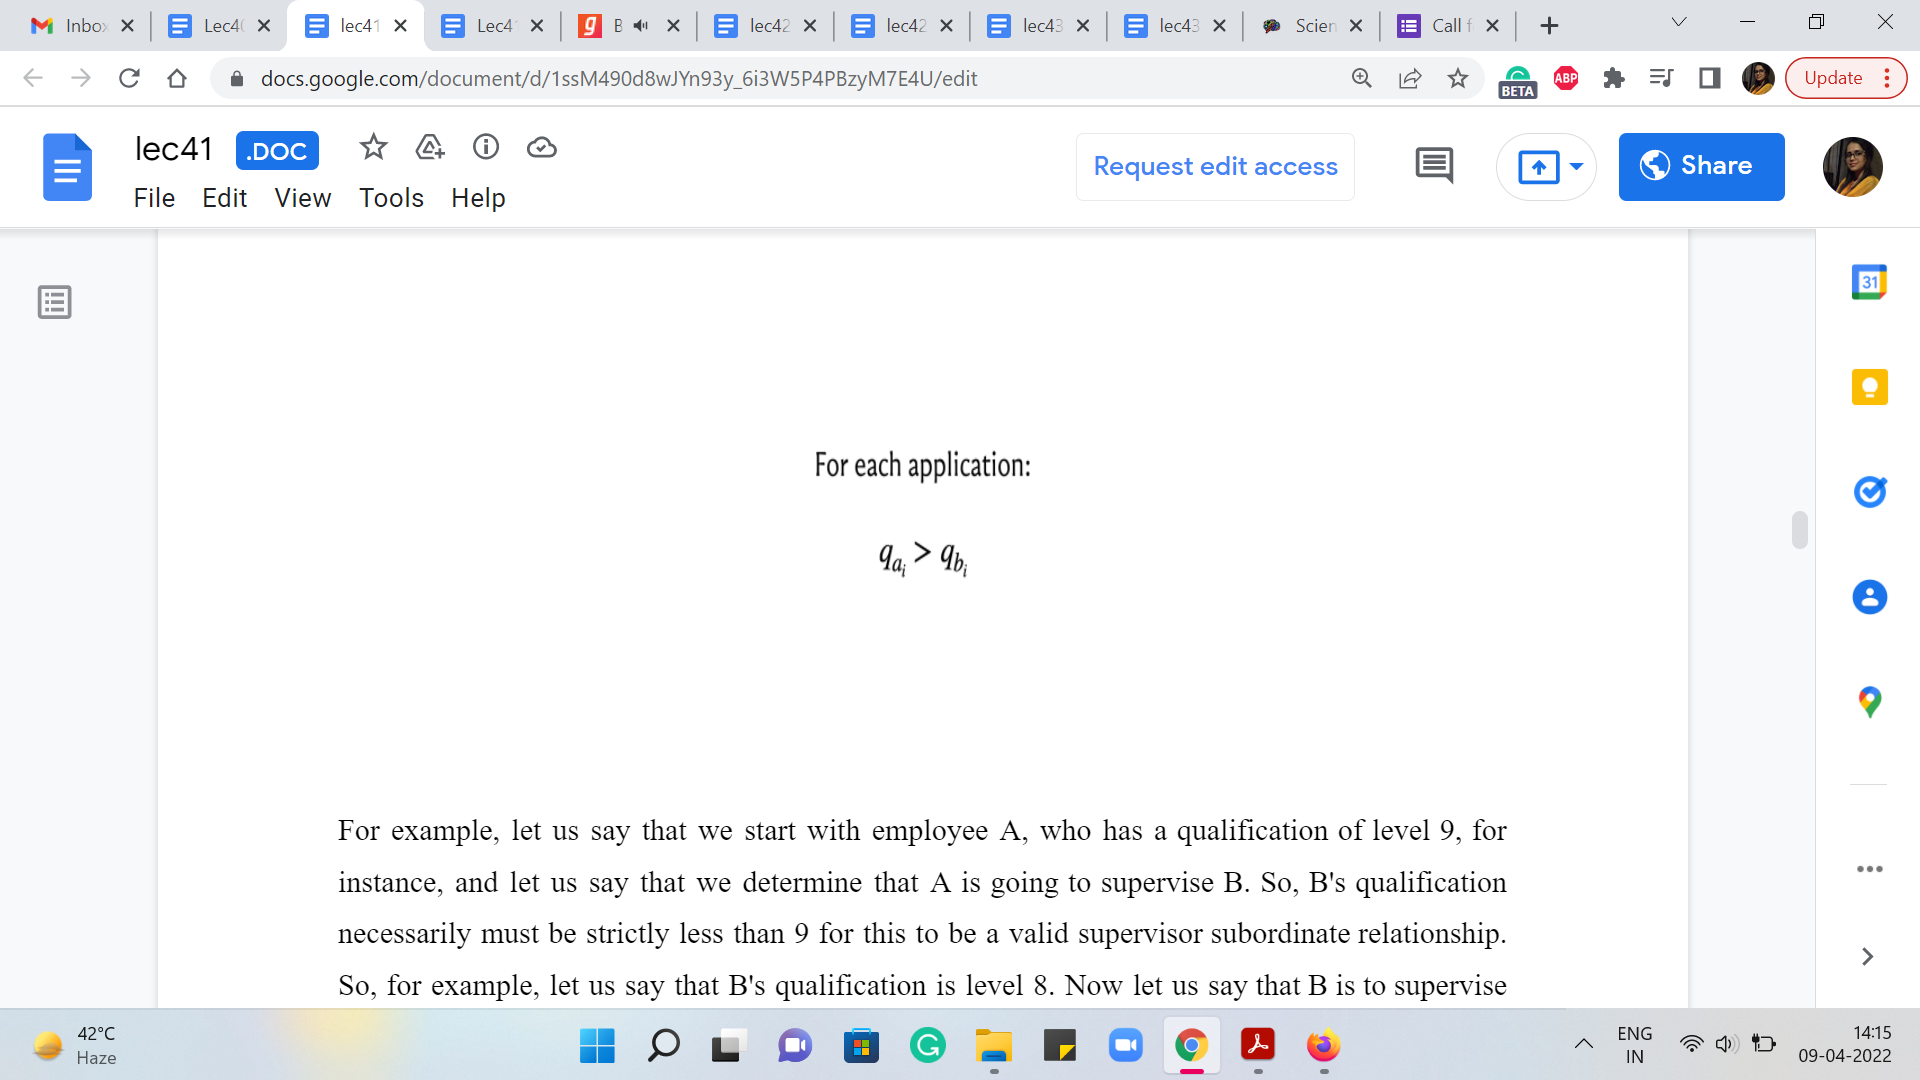 Inbox
Lec40
lec41
Lec41
B
lec42
lec42
lec43
lec43
Scien
Call f
docs.google.com/document/d/1ssM490d8wJYn93y_6i3W5P4PBzyM7E4U/edit
BETA
ABP
Update
lec41 .DOC
Request edit access
Share
File Edit View Tools Help
31
For each application:
q_{a_i} > q_{b_i}
For example, let us say that we start with employee A, who has a qualification of level 9, for
instance, and let us say that we determine that A is going to supervise B. So, B's qualification
necessarily must be strictly less than 9 for this to be a valid supervisor subordinate relationship.
So, for example, let us say that B's qualification is level 8. Now let us say that B is to supervise
42°C
Haze
ENG
IN
14:15
09-04-2022